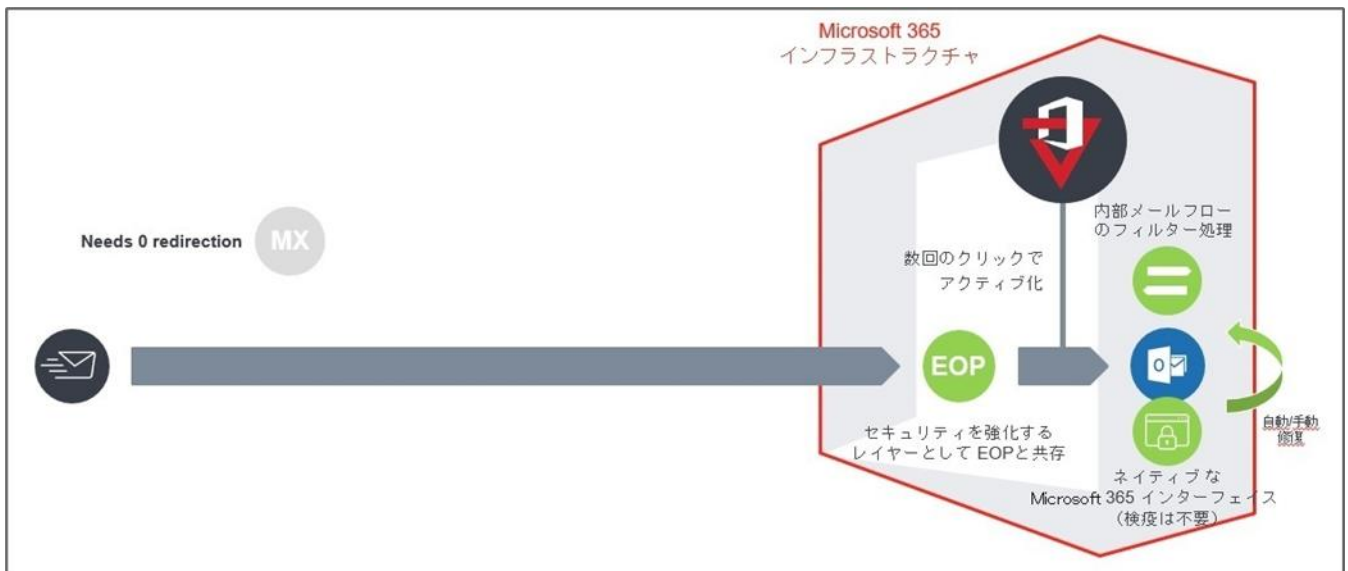 Microsoft 365
インフラストラクチャ
Needs 0 redirection
MX
内部メールフロー
のフィルター処理
数回のクリックで
アクティブ化
EOP
セキュリティを強化する
レイヤーとして EOPと共存
自動/手動
修復
ネイティブな
Microsoft 365 インターフェイス
（検疫は不要）